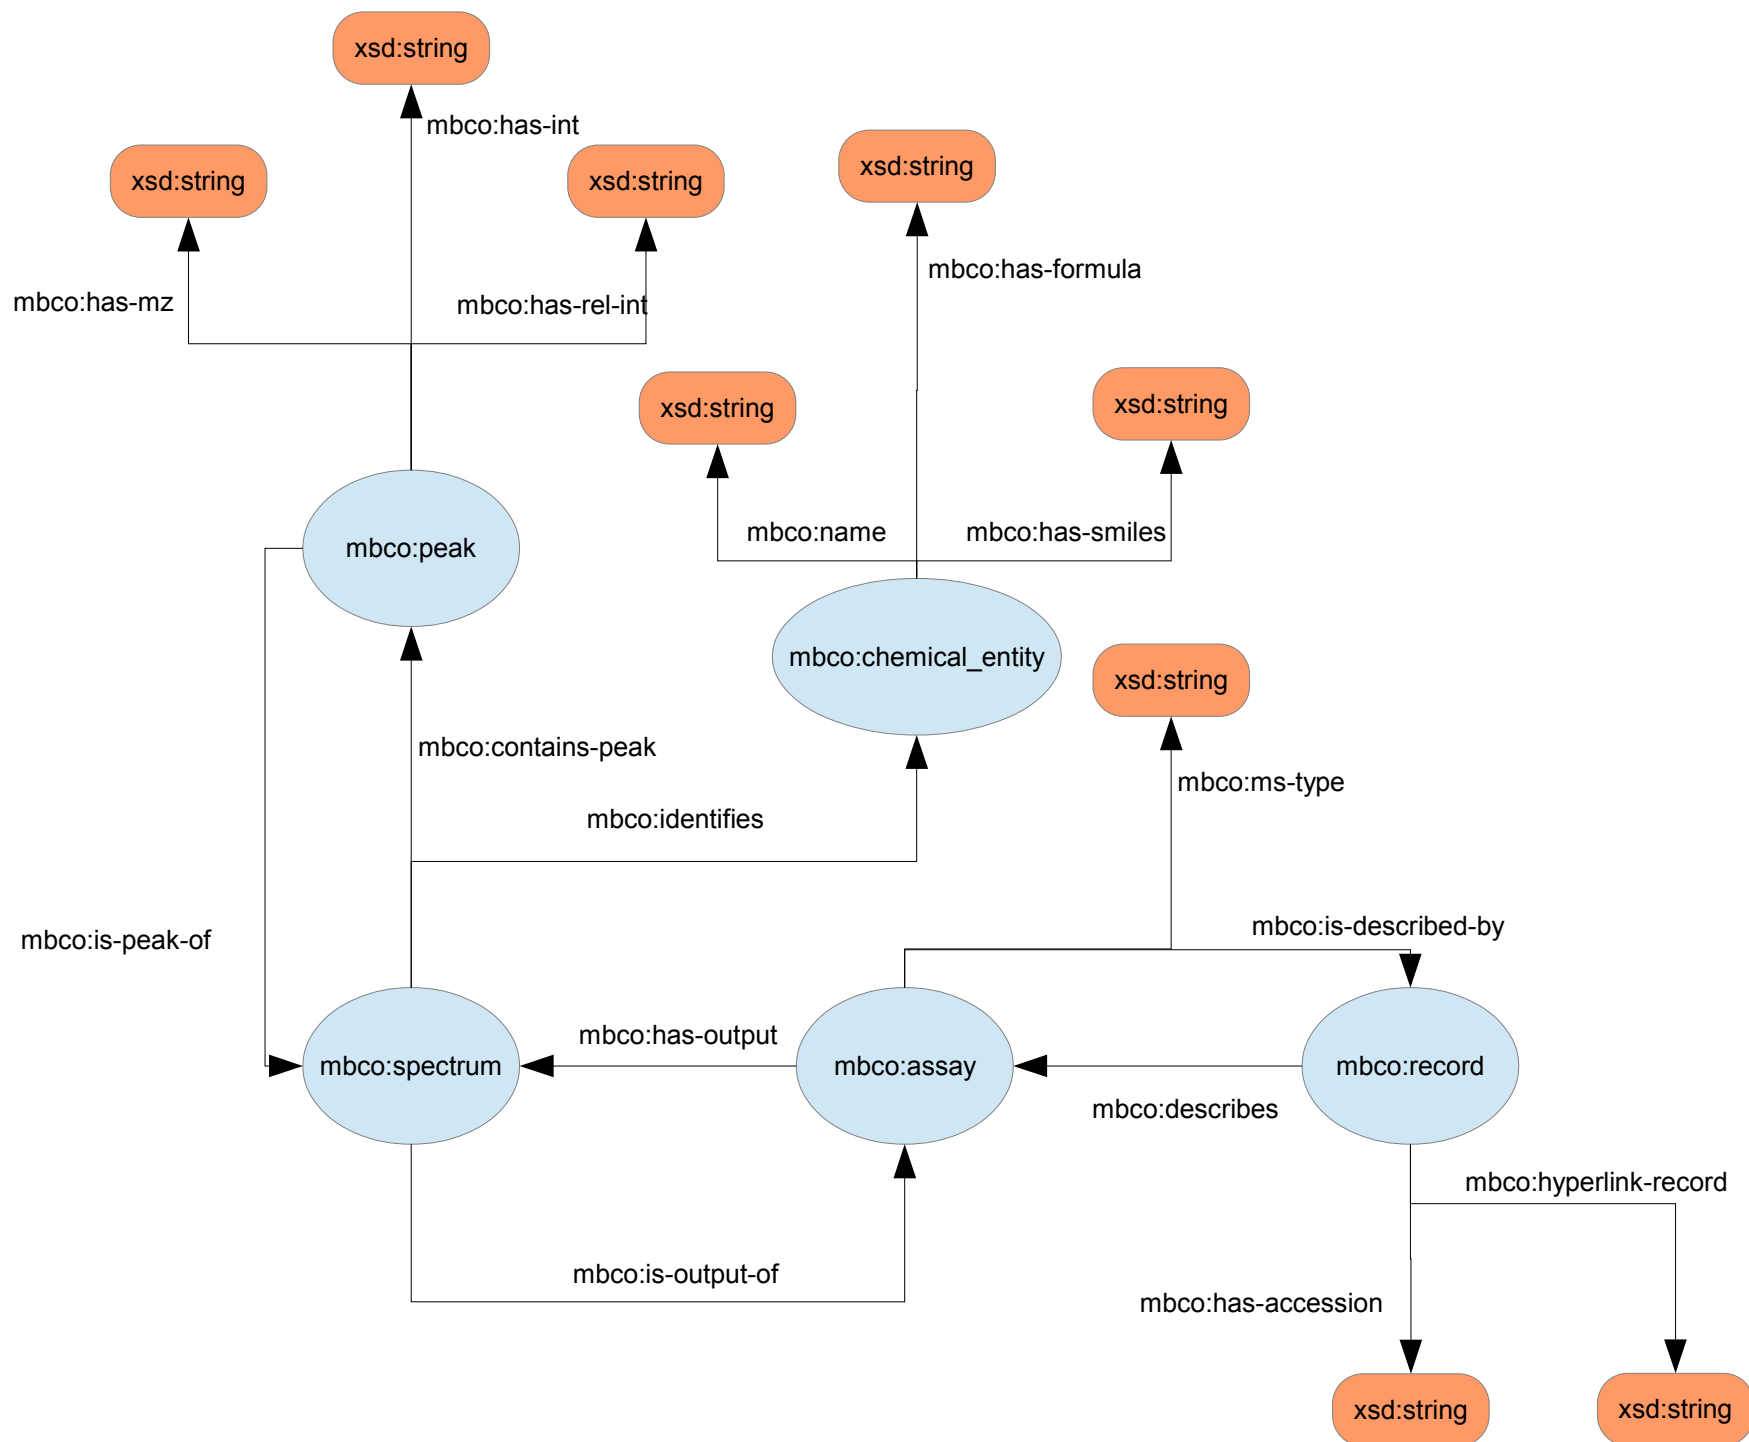 xsd:string
mbco:has-int
xsd:string
xsd:string
xsd:string
mbco:has-formula
mbco:has-mz
mbco:has-rel-int
xsd:string
xsd:string
mbco:name
mbco:has-smiles
mbco:peak
mbco:chemical_entity
xsd:string
mbco:contains-peak
mbco:ms-type
mbco:identifies
mbco:is-peak-of
mbco:is-described-by
mbco:has-output
mbco:spectrum
mbco:assay
mbco:record
mbco:describes
mbco:hyperlink-record
mbco:is-output-of
mbco:has-accession
xsd:string
xsd:string